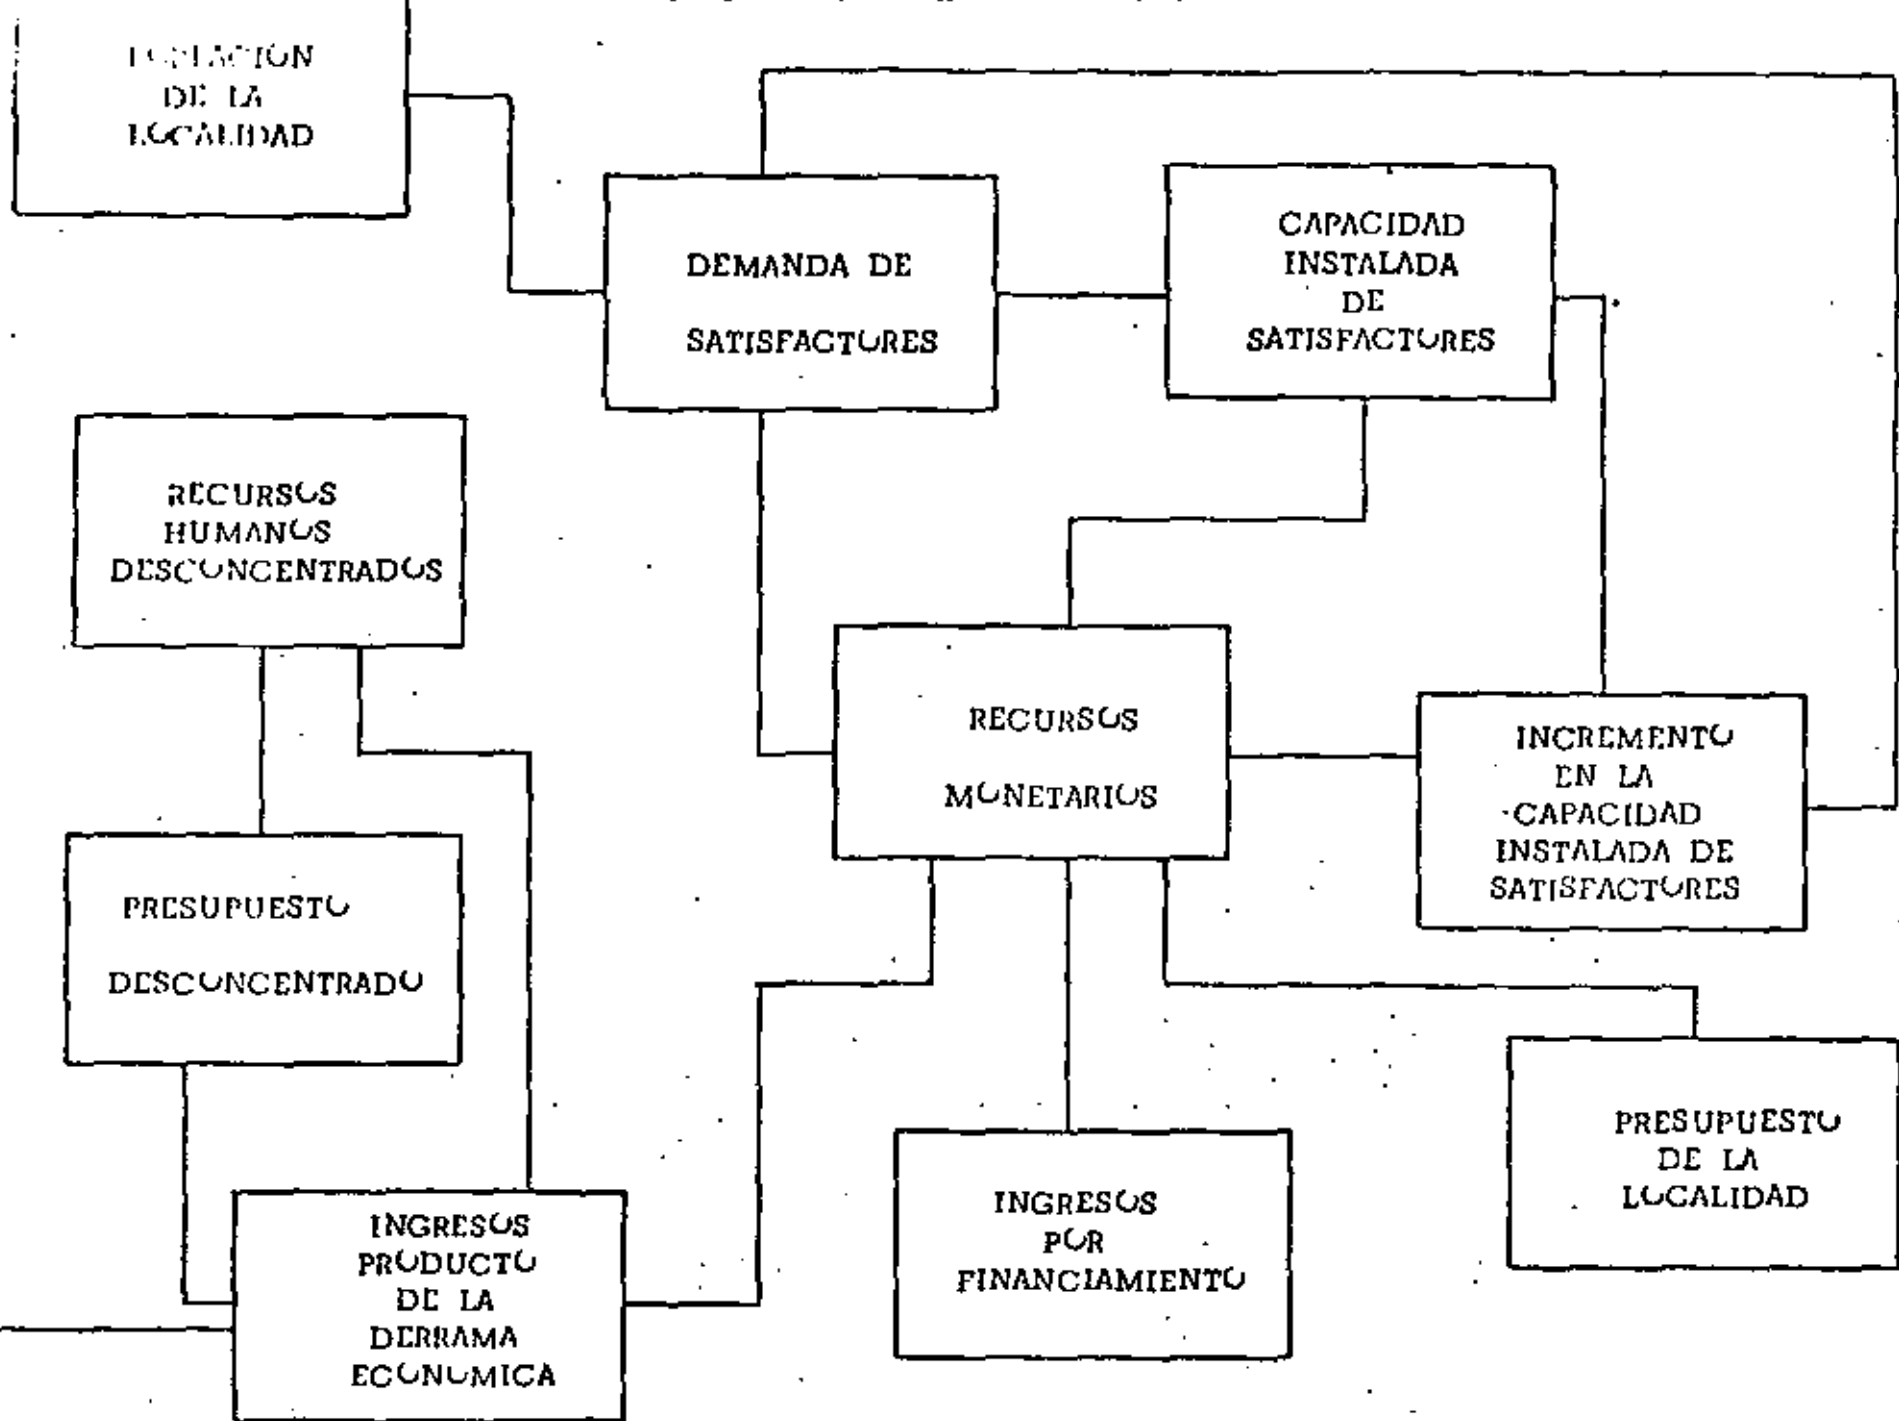 POBLACION
DE LA
LOCALIDAD
DEMANDA DE
SATISFACTORES
CAPACIDAD
INSTALADA
DE
SATISFACTORES
RECURSOS
HUMANOS
DESCONCENTRADOS
RECURSOS
MONETARIOS
INCREMENTO
EN LA
CAPACIDAD
INSTALADA DE
SATISFACTORES
PRESUPUESTO
DESCONCENTRADO
PRESUPUESTO
DE LA
LOCALIDAD
INGRESOS
POR
FINANCIAMIENTO
INGRESOS
PRODUCTO
DE LA
DERRAMA
ECONOMICA